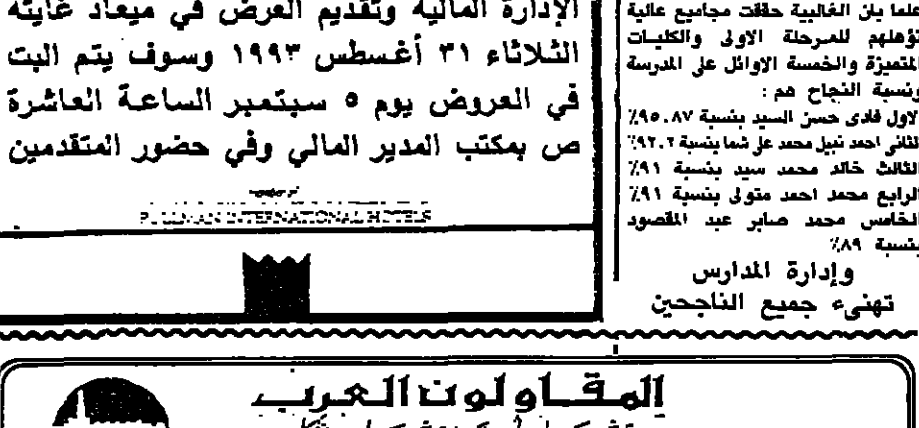 علما بان الغالبية حققت مجاميع عالية
تؤهلهم للمرحلة الاولى والكليات
المتميزة والخمسة الاوائل على المدرسة
ونسبة النجاح هم :
الاول فادى حسن السيد بنسبة ٩٥.٨٧٪
الثانى احمد نبيل محمد على شما بنسبة ٩٢.٢٪
الثالث خالد محمد سيد بنسبة ٩١٪
الرابع محمد احمد متولى بنسبة ٩١٪
الخامس محمد صابر عبد المقصود
بنسبة ٨٩٪
وإدارة المدارس
تهنىء جميع الناجحين
الإدارة المالية وتقديم العرض في ميعاد غايته
الثلاثاء ٣١ أغسطس ١٩٩٣ وسوف يتم البت
في العروض يوم ٥ سبتمبر الساعة العاشرة
ص بمكتب المدير المالي وفي حضور المتقدمين
PULLMAN INTERNATIONAL HOTELS
المقاولون العرب